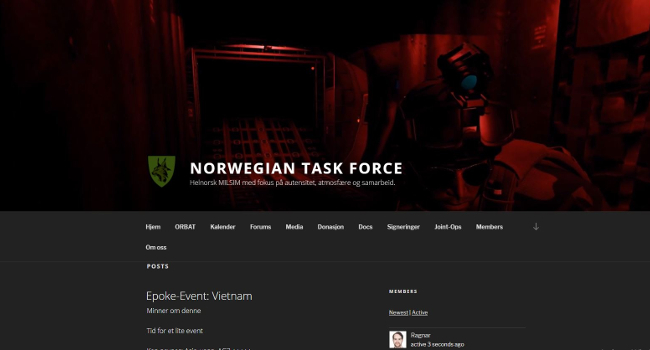 NORWEGIAN TASK FORCE
Helnorsk MILSIM med fokus på autensitet, atmosfære og samarbeid.
Hjem ORBAT Kalender Forums Media Donasjon Docs Signeringer Joint-Ops Members
Om oss
POSTS
Epoke-Event: Vietnam
Minner om denne
Tid for et lite event
MEMBERS
Newest | Active
Ragnar
active 3 seconds ago